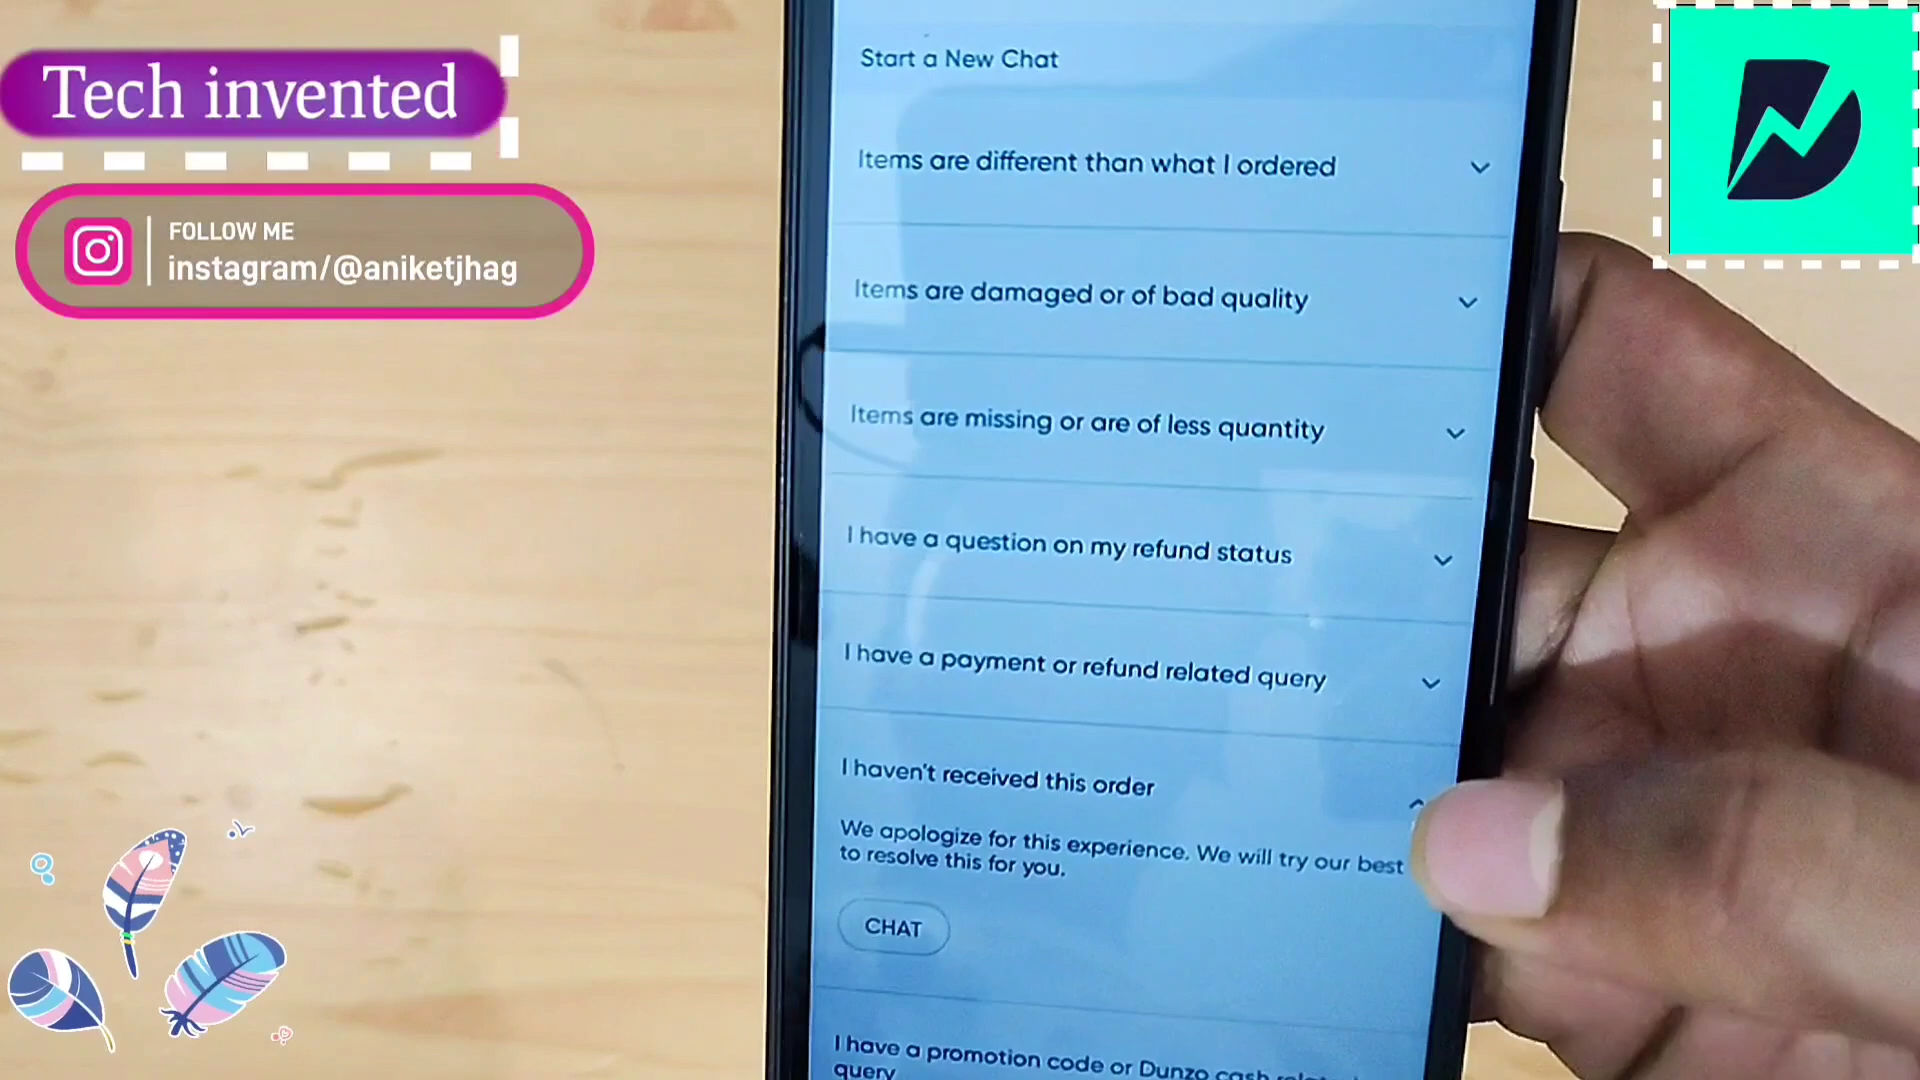 Tech invented
FOLLOW ME
instagram/@aniketjhag
Start a New Chat
Items are different than what I ordered
Items are damaged or of bad quality
Items are missing or are of less quantity
I have a question on my refund status
I have a payment or refund related query
I haven't received this order
We apologize for this experience. We will try our best
to resolve this for you.
CHAT
I have a promotion code or Dunzo cash
query